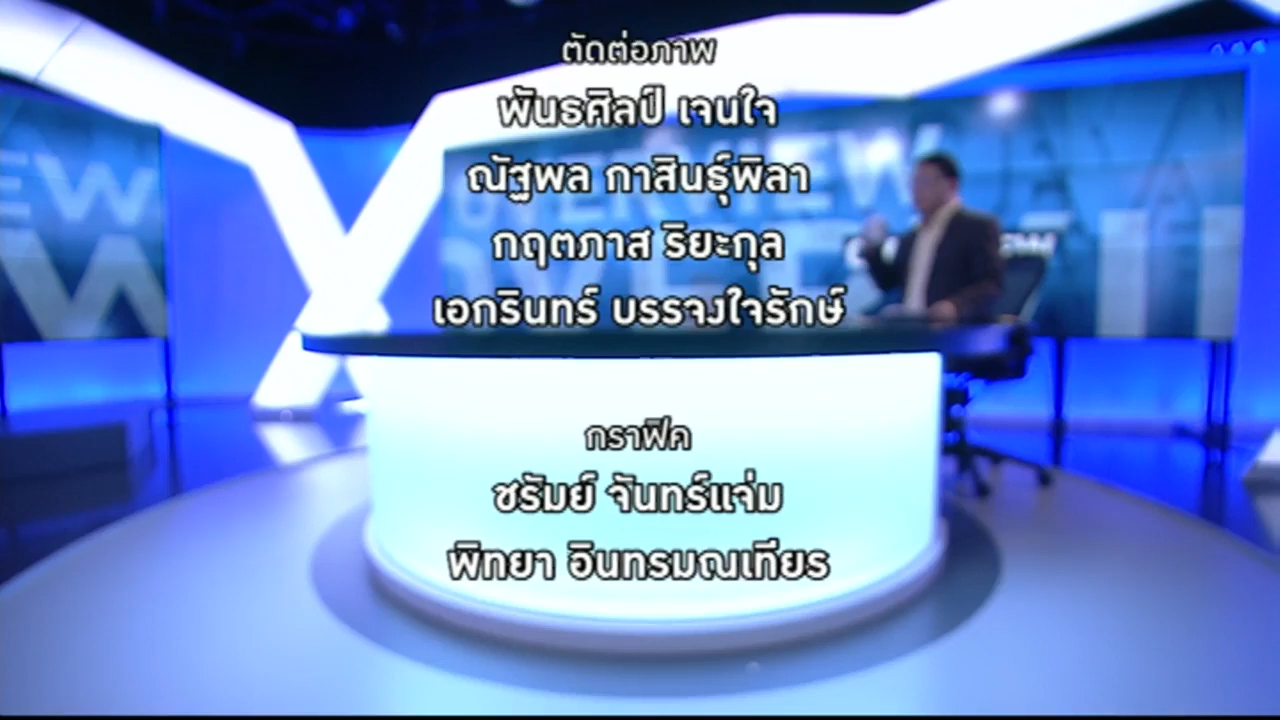 ตัดต่อภาพ
พันธศิลป์ เจนใจ
ณัฐพล กาสินธุ์พิลา
กฤตภาส ริยะกุล
เอกรินทร์ บรรจงใจรักษ์
EW
W
OVERVIEW
กราฟิค
ชรัมย์ จันทร์แจ่ม
พิทยา อินทรมณเฑียร